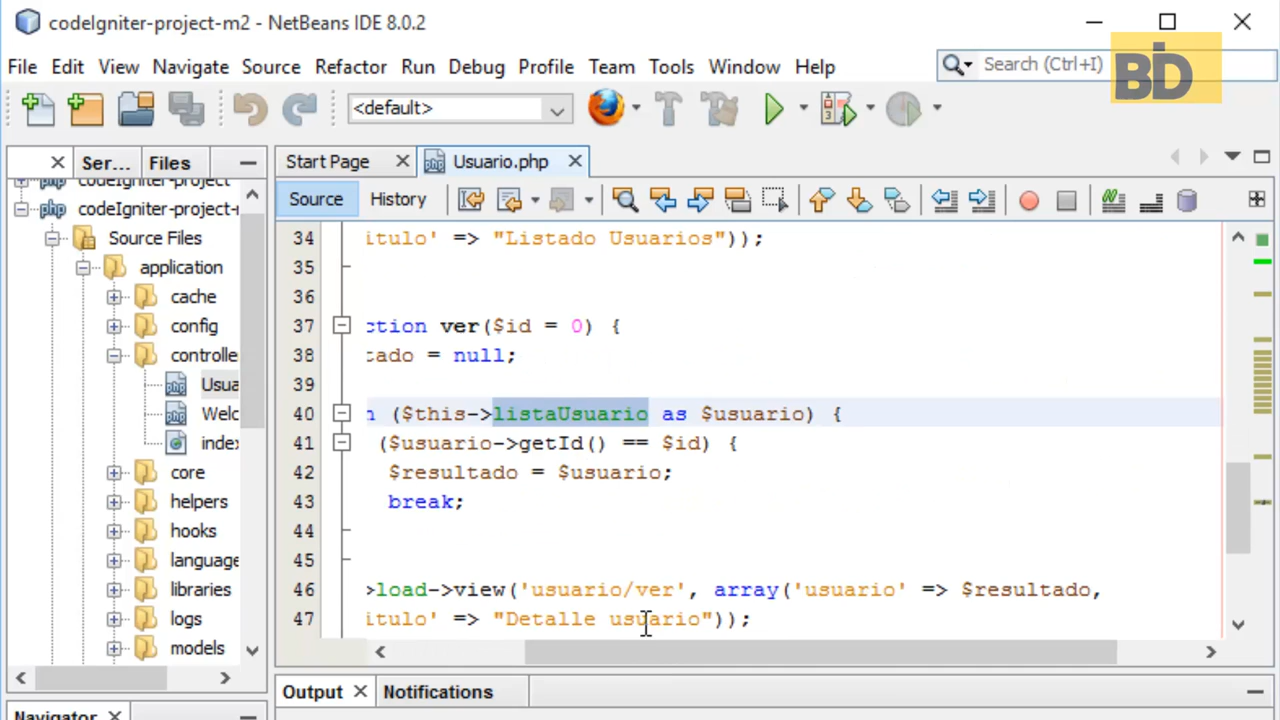 codeIgniter-project-m2 - NetBeans IDE 8.0.2
File Edit View Navigate Source Refactor Run Debug Profile Team Tools Window Help
Search (Ctrl+I)
BD
<default>
Ser... Files
Start Page Usuario.php
codeIgniter-project
Source History
codeIgniter-project-
Source Files
application
cache
config
controlle
Usua
Welc
index
core
helpers
hooks
language
libraries
logs
models
34 itulo' => "Listado Usuarios"));
35
36
37 ction ver($id = 0) {
38 tado = null;
39
40 ($this->listaUsuario as $usuario) {
41 ($usuario->getId() == $id) {
42 $resultado = $usuario;
43 break;
44
45
46 >load->view('usuario/ver', array('usuario' => $resultado,
47 itulo' => "Detalle usuario"));
Output Notifications
Navigator